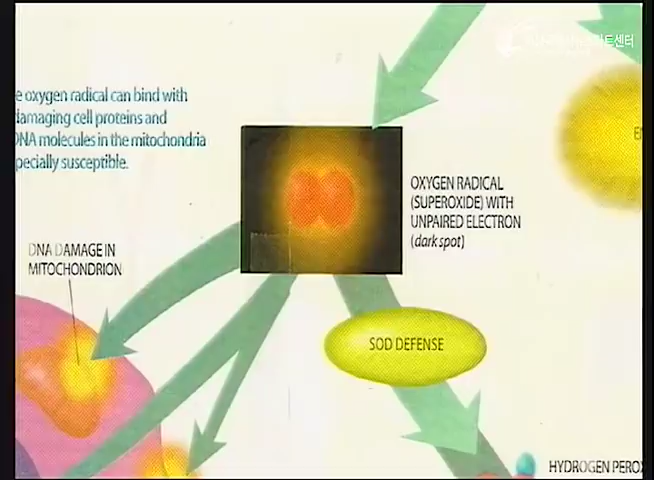 e oxygen radical can bind with
damaging cell proteins and
DNA molecules in the mitochondria
pecially susceptible.
OXYGEN RADICAL
(SUPEROXIDE) WITH
UNPAIRED ELECTRON
(dark spot)
DNA DAMAGE IN
MITOCHONDRION
SOD DEFENSE
HYDROGEN PEROX